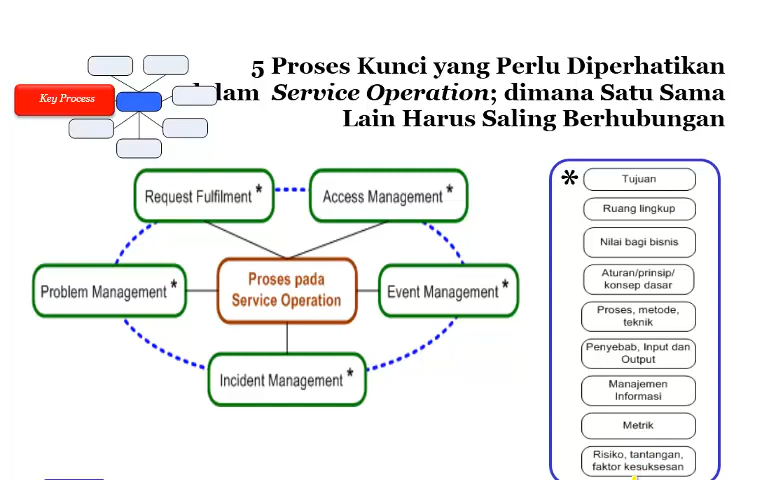 5 Proses Kunci yang Perlu Diperhatikan
Service Operation; dimana Satu Sama
Lain Harus Saling Berhubungan
Key Process
Request Fulfilment *
Access Management *
Problem Management *
Proses pada
Service Operation
Event Management *
Incident Management *
*
Tujuan
Ruang lingkup
Nilai bagi bisnis
Aturan/prinsip/
konsep dasar
Proses, metode,
teknik
Penyebab, Input dan
Output
Manajemen
Informasi
Metrik
Risiko, tantangan,
faktor kesuksesan